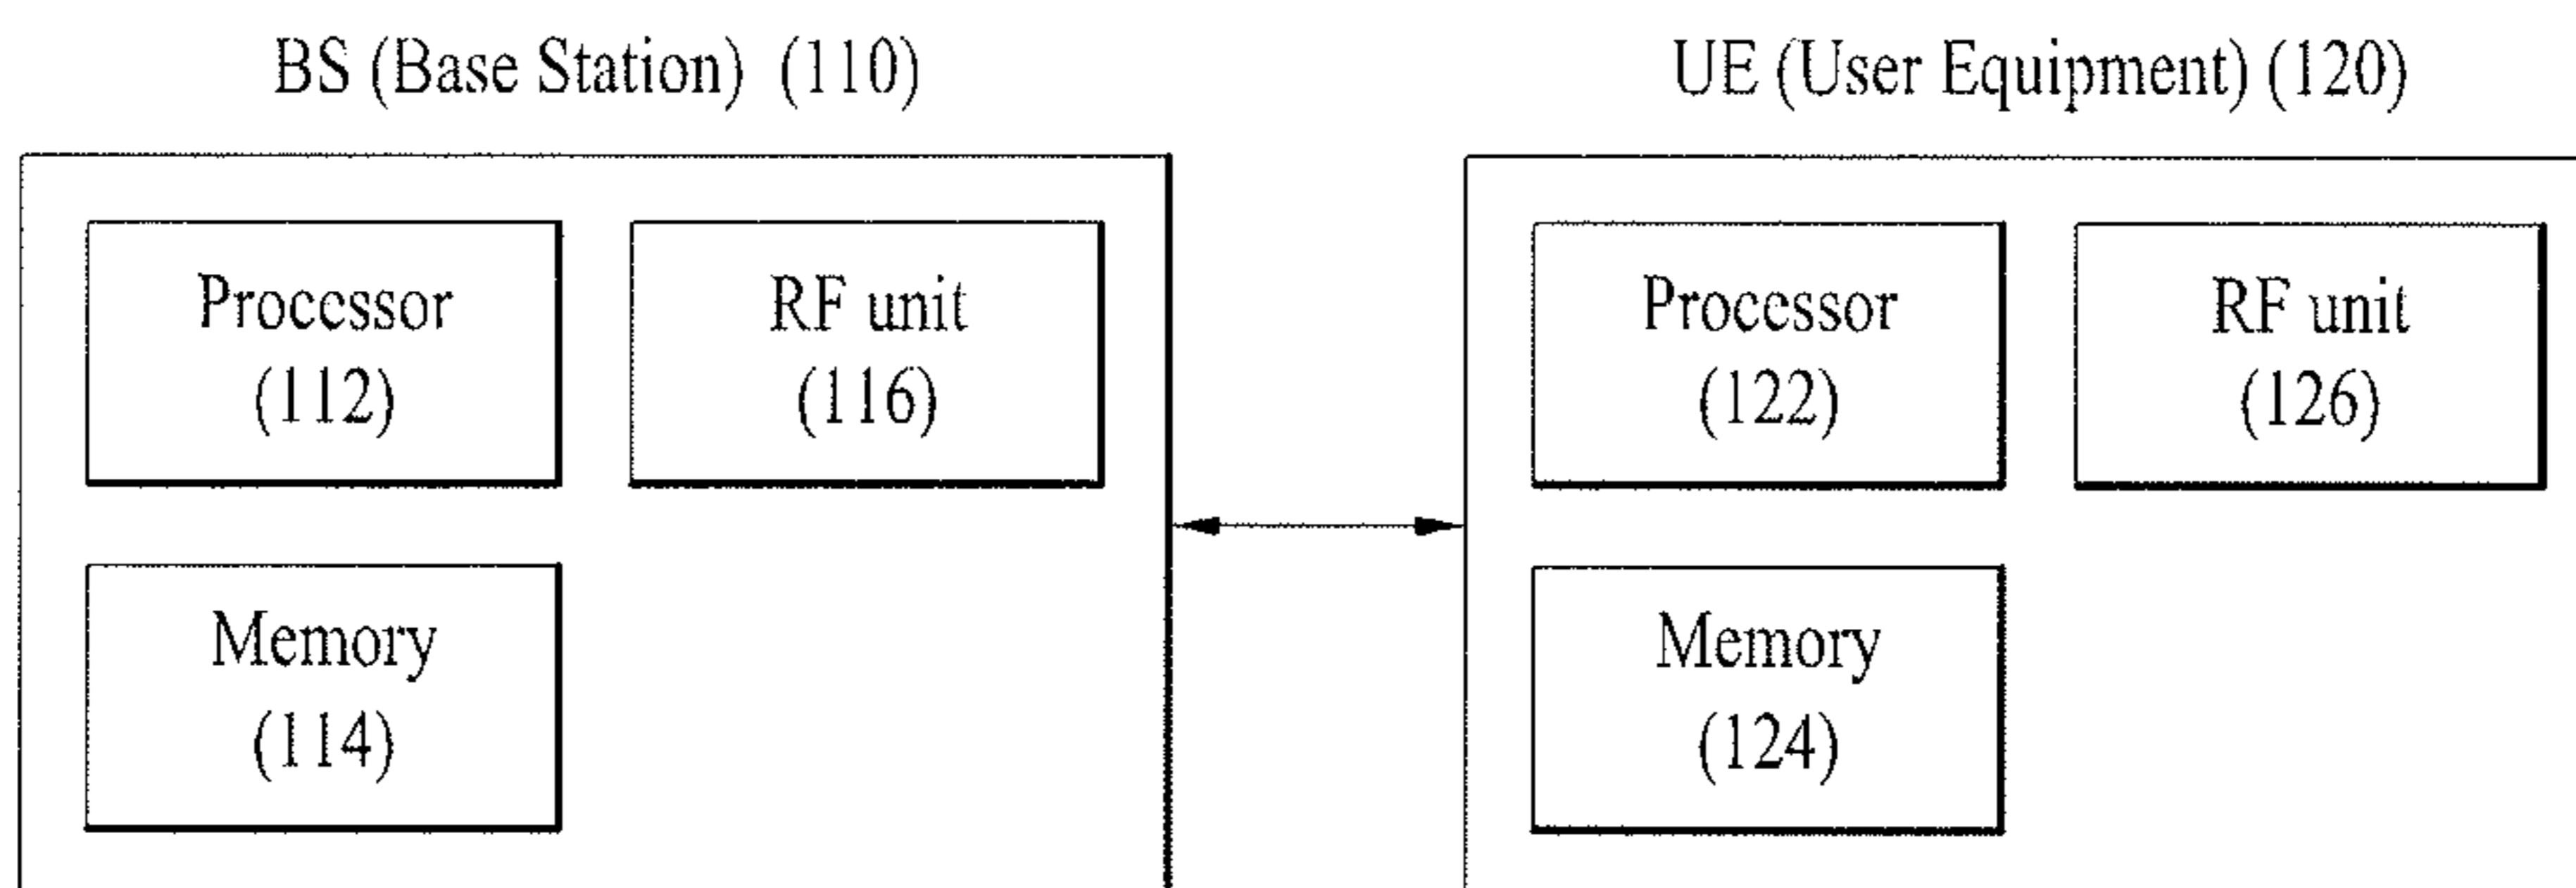 BS (Base Station) (110)
UE (User Equipment) (120)
Processor
(112)
RF unit
(116)
Memory
(114)
Processor
(122)
RF unit
(126)
Memory
(124)